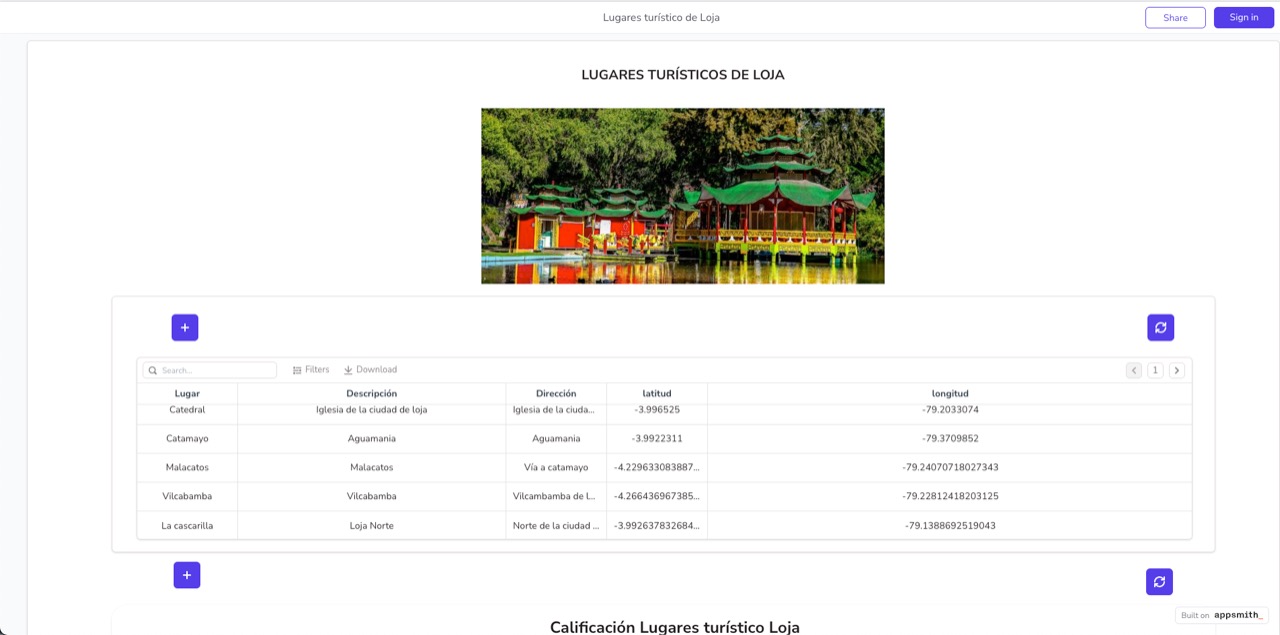 Lugares turístico de Loja
Share
Sign in
LUGARES TURÍSTICOS DE LOJA
Search...
Filters
Download
1
Lugar Descripción Dirección latitud longitud
Catedral Iglesia de la ciudad de loja Iglesia de la ciuda... -3.996525 -79.2033074
Catamayo Aguamania Aguamania -3.9922311 -79.3709852
Malacatos Malacatos Vía a catamayo -4.229633083887... -79.24070718027343
Vilcabamba Vilcabamba Vilcambamba de l... -4.266436967385... -79.22812418203125
La cascarilla Loja Norte Norte de la ciudad ... -3.992637832684... -79.1388692519043
Built on appsmith_
Calificación Lugares turístico Loja